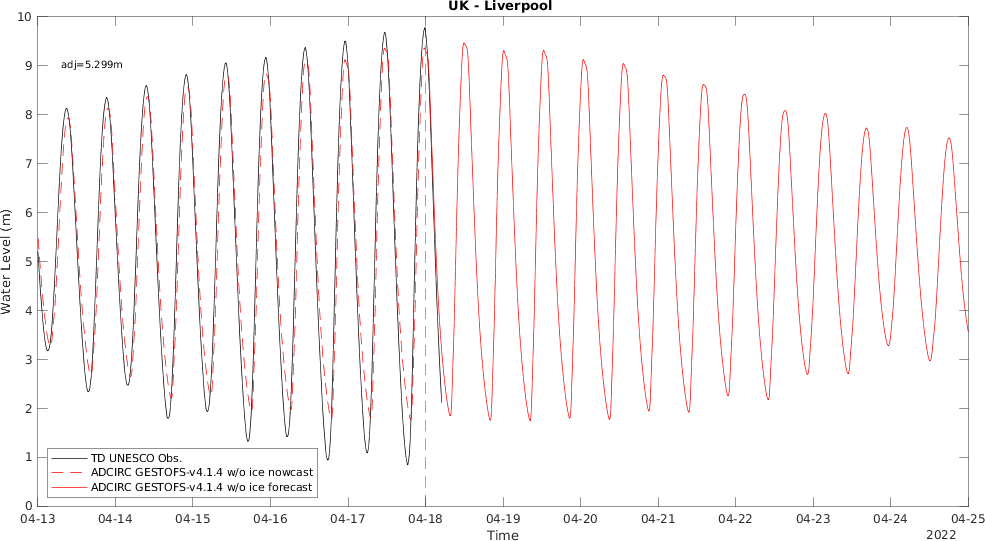 UK - Liverpool
10
9
8
7
6
5
4
3
2
1
0
Water Level (m)
adj=5.299m
TD UNESCO Obs.
ADCIRC GESTOFS-v4.1.4 w/o ice nowcast
ADCIRC GESTOFS-v4.1.4 w/o ice forecast
04-13 04-14 04-15 04-16 04-17 04-18 04-19 04-20 04-21 04-22 04-23 04-24 04-25
Time
2022